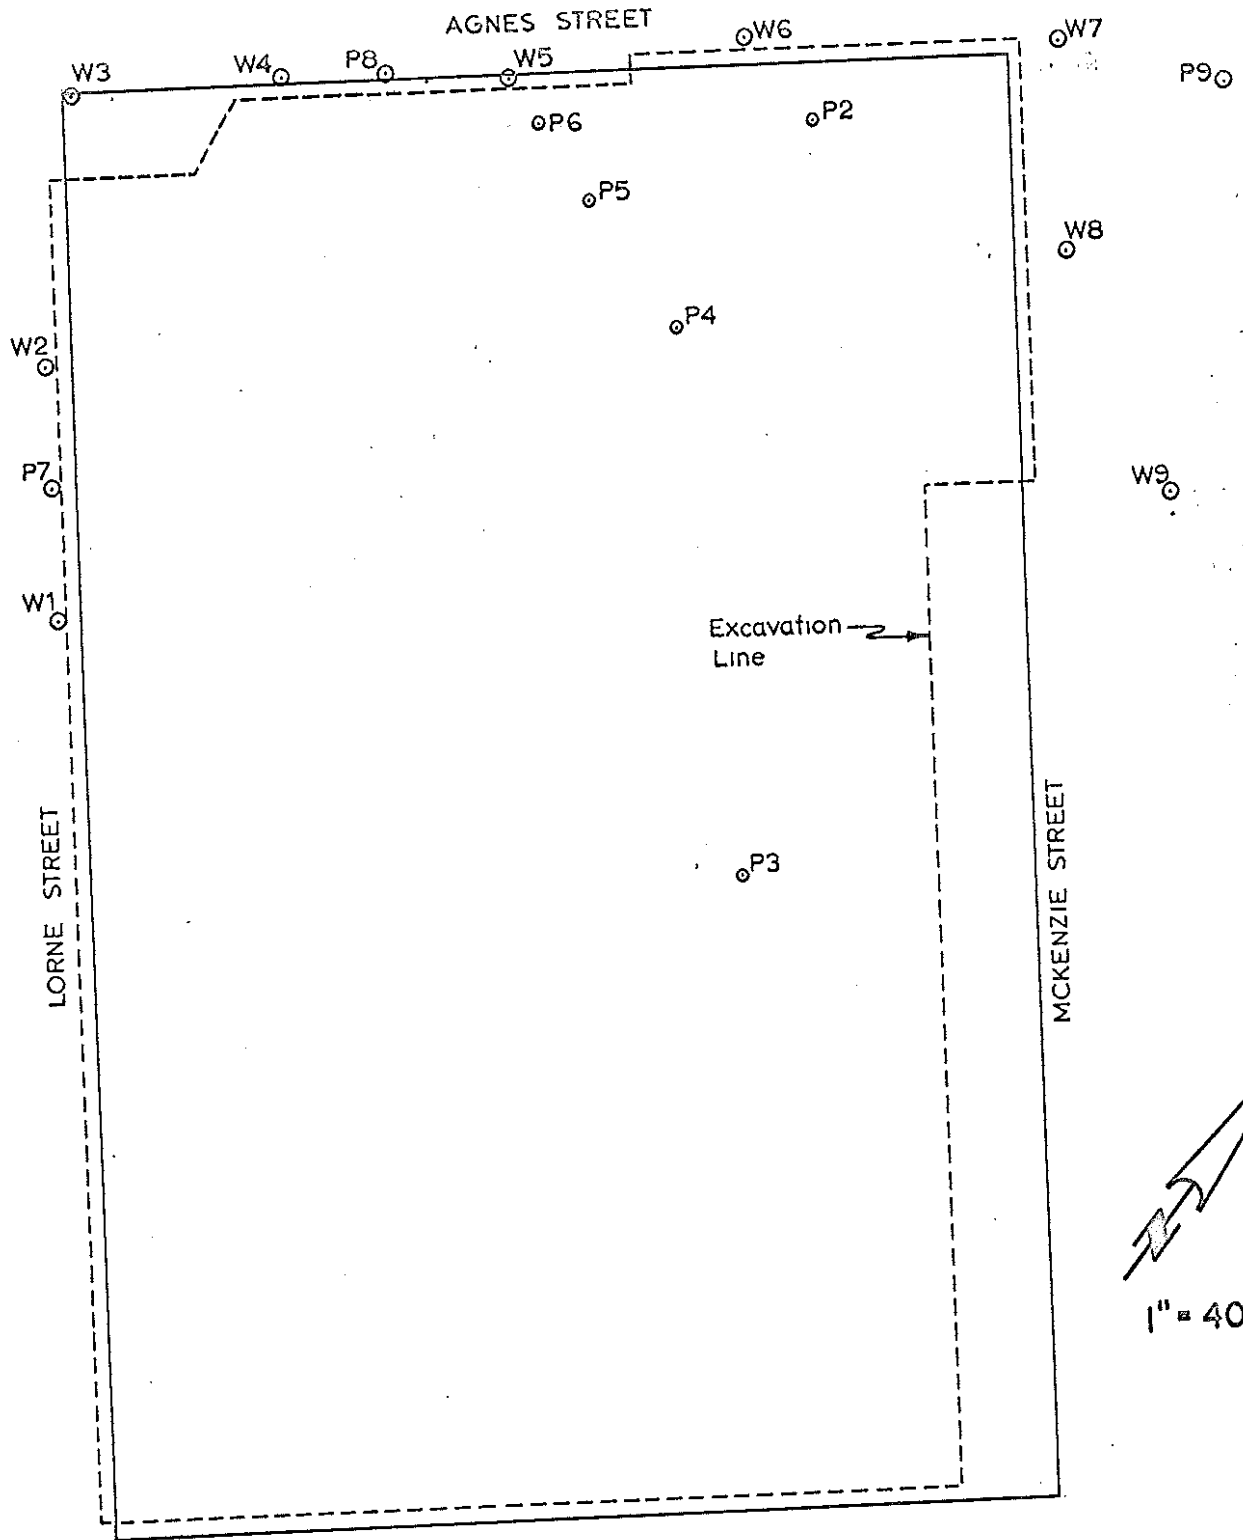 AGNES STREET
W3
W4
P8
W5
W6
W7
P9
P6
P2
P5
W8
P4
W2
P7
W9
W1
Excavation
Line
P3
LORNE STREET
MCKENZIE STREET
1" = 40